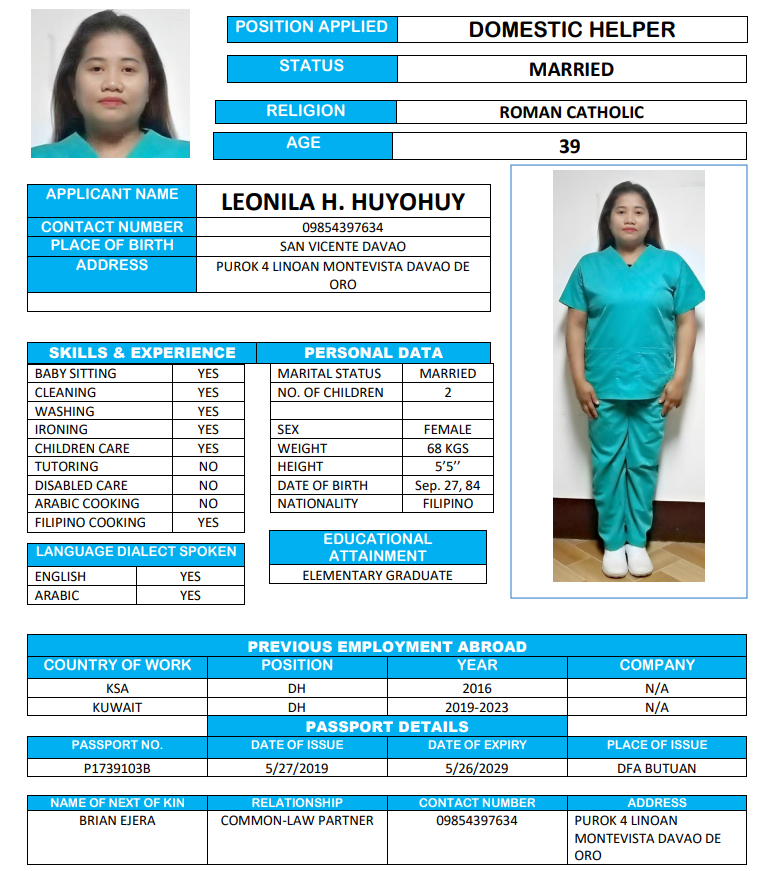 POSITION APPLIED DOMESTIC HELPER
STATUS MARRIED
RELIGION ROMAN CATHOLIC
AGE 39
APPLICANT NAME LEONILA H. HUYOHUY
CONTACT NUMBER 09854397634
PLACE OF BIRTH SAN VICENTE DAVAO
ADDRESS PUROK 4 LINOAN MONTEVISTA DAVAO DE
ORO
SKILLS & EXPERIENCE PERSONAL DATA
BABY SITTING YES MARITAL STATUS MARRIED
CLEANING YES NO. OF CHILDREN 2
WASHING YES
IRONING YES SEX FEMALE
CHILDREN CARE YES WEIGHT 68 KGS
TUTORING NO HEIGHT 5’5’’
DISABLED CARE NO DATE OF BIRTH Sep. 27, 84
ARABIC COOKING NO NATIONALITY FILIPINO
FILIPINO COOKING YES
LANGUAGE DIALECT SPOKEN
ENGLISH YES
ARABIC YES
EDUCATIONAL
ATTAINMENT
ELEMENTARY GRADUATE
PREVIOUS EMPLOYMENT ABROAD
COUNTRY OF WORK POSITION YEAR COMPANY
KSA DH 2016 N/A
KUWAIT DH 2019-2023 N/A
PASSPORT DETAILS
PASSPORT NO. DATE OF ISSUE DATE OF EXPIRY PLACE OF ISSUE
P1739103B 5/27/2019 5/26/2029 DFA BUTUAN
NAME OF NEXT OF KIN RELATIONSHIP CONTACT NUMBER ADDRESS
BRIAN EJERA COMMON-LAW PARTNER 09854397634 PUROK 4 LINOAN
MONTEVISTA DAVAO DE
ORO